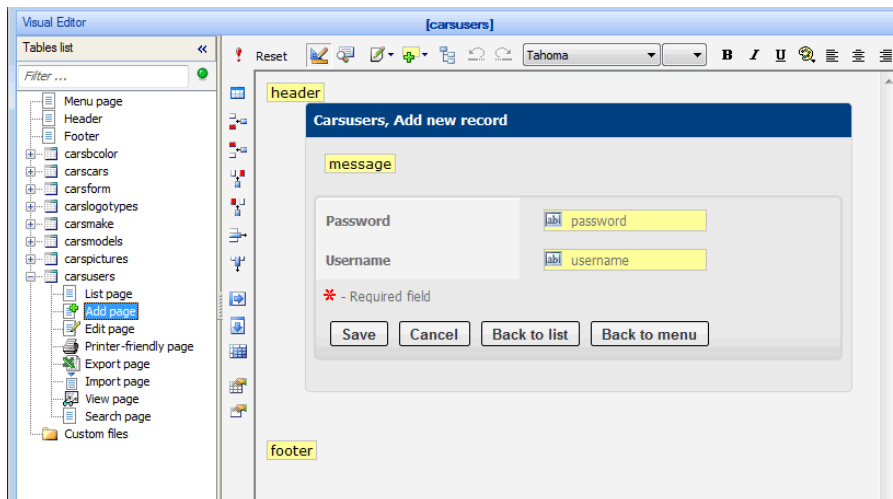 Visual Editor
[carsusers]
Tables list «
Filter ...
Menu page
Header
Footer
carsbcolor
carscars
carsform
carslogotypes
carsmake
carsmodels
carspictures
carsusers
List page
Add page
Edit page
Printer-friendly page
Export page
Import page
View page
Search page
Custom files
Reset
Tahoma
B I U
header
Carsusers, Add new record
message
Password ab password
Username ab username
* - Required field
Save Cancel Back to list Back to menu
footer